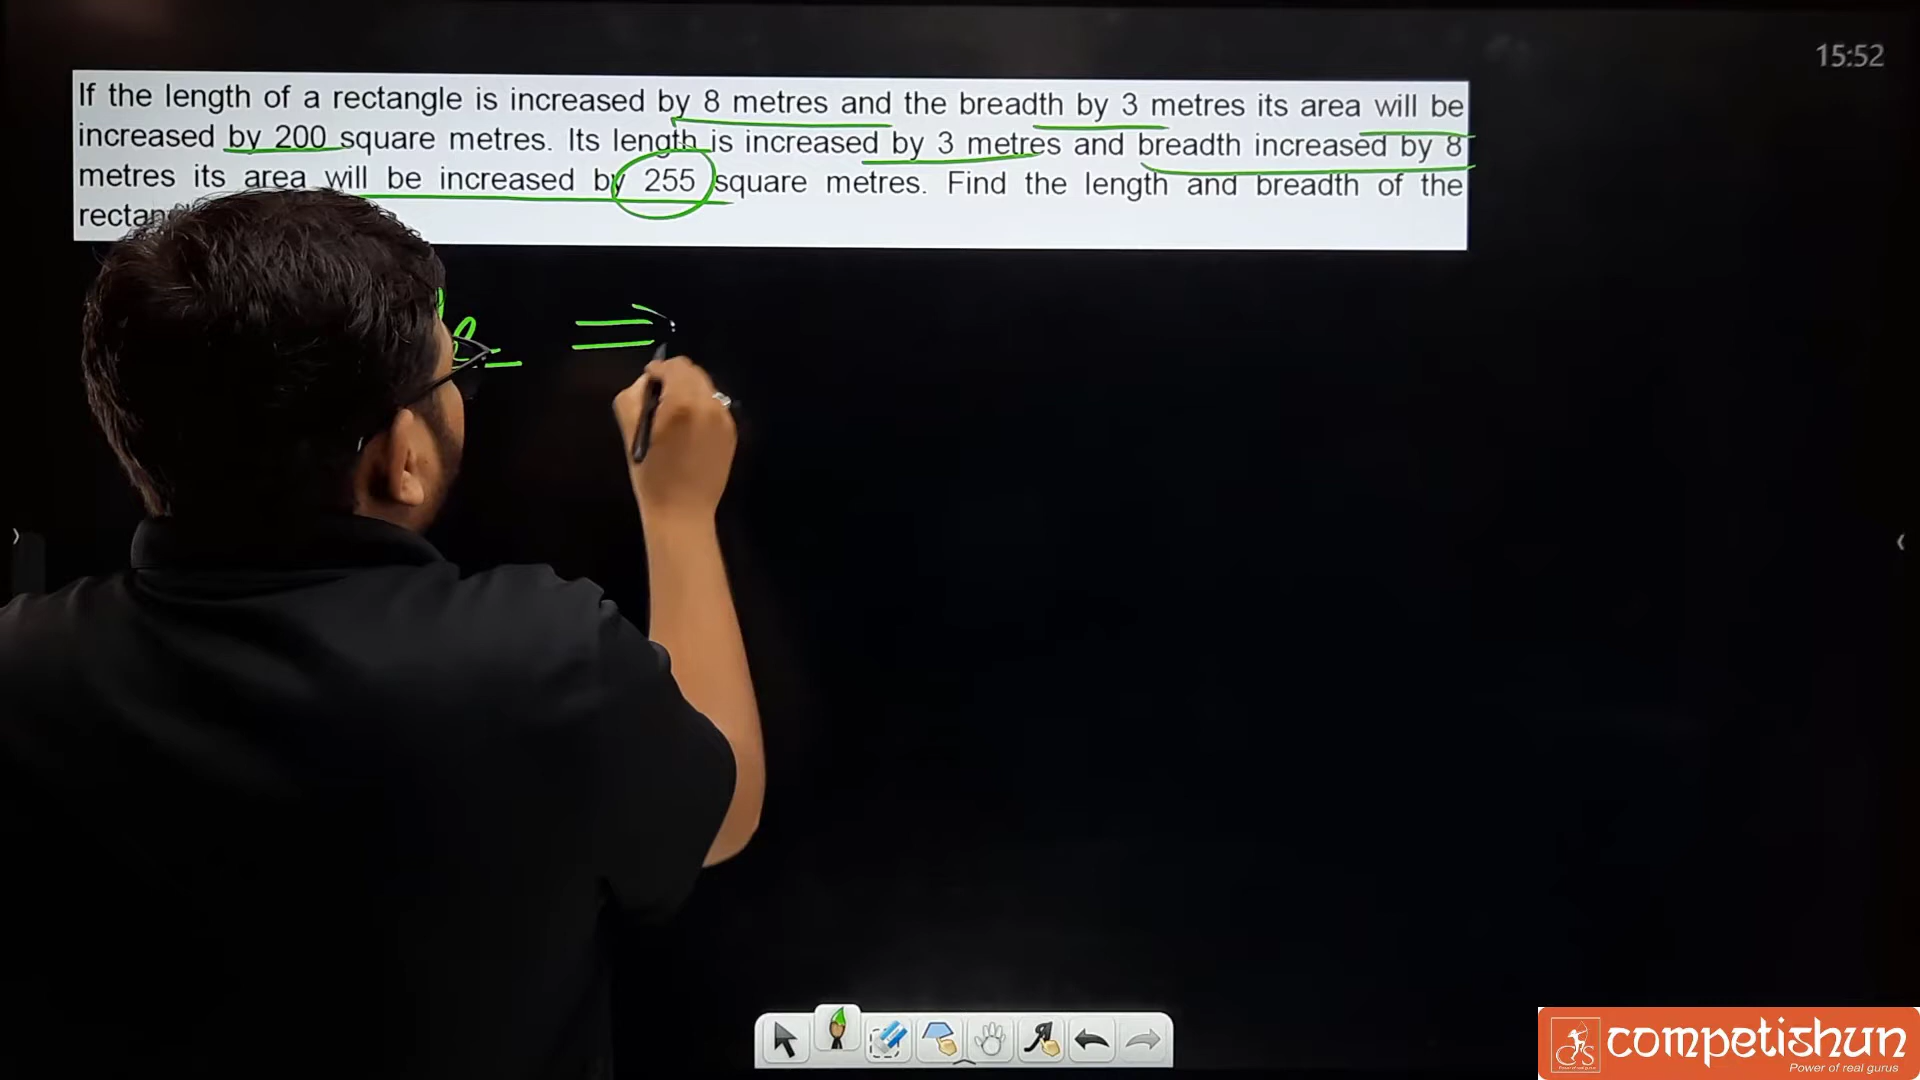 15:52
If the length of a rectangle is increased by 8 metres and the breadth by 3 metres its area will be
increased by 200 square metres. Its length is increased by 3 metres and breadth increased by 8
metres its area will be increased by 255 square metres. Find the length and breadth of the
competishun
Power of real gurus